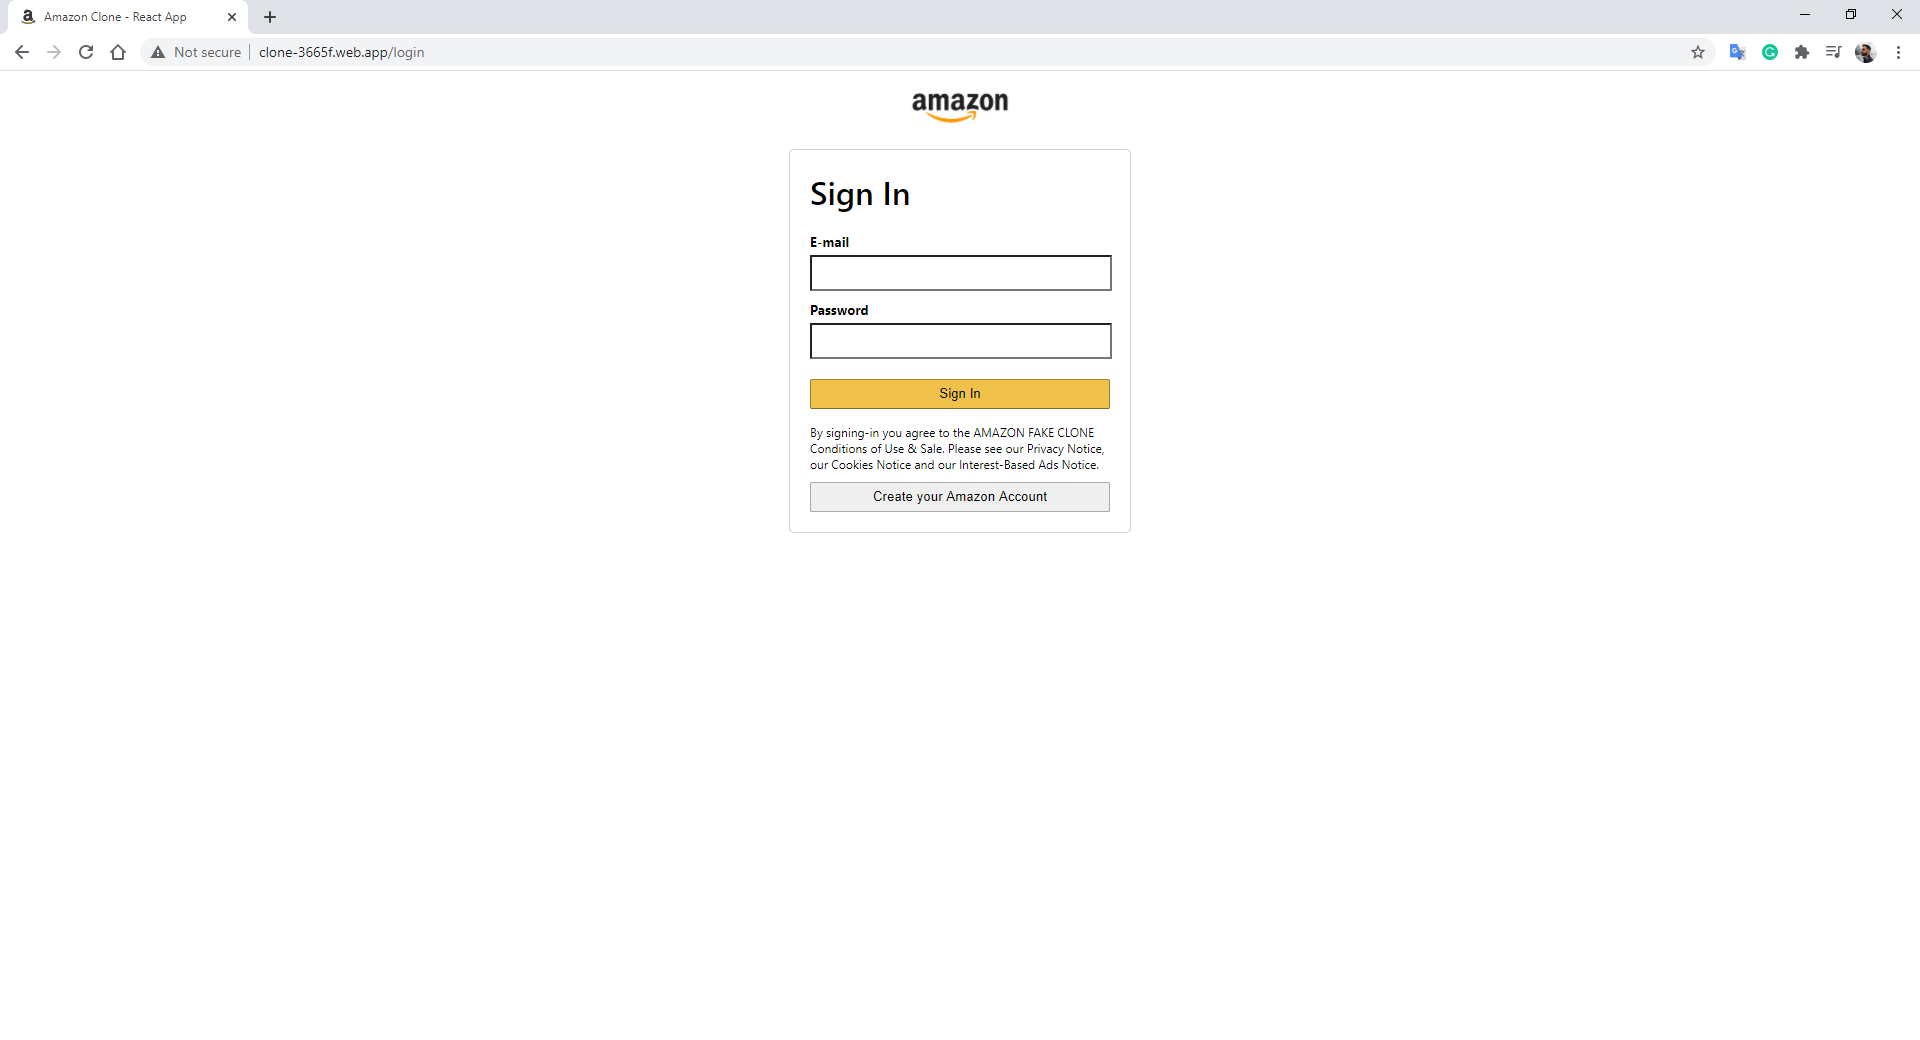 Amazon Clone - React App
Not secure
clone-3665f.web.app/login
amazon
Sign In
E-mail
Password
Sign In
By signing-in you agree to the AMAZON FAKE CLONE
Conditions of Use & Sale. Please see our Privacy Notice,
our Cookies Notice and our Interest-Based Ads Notice.
Create your Amazon Account